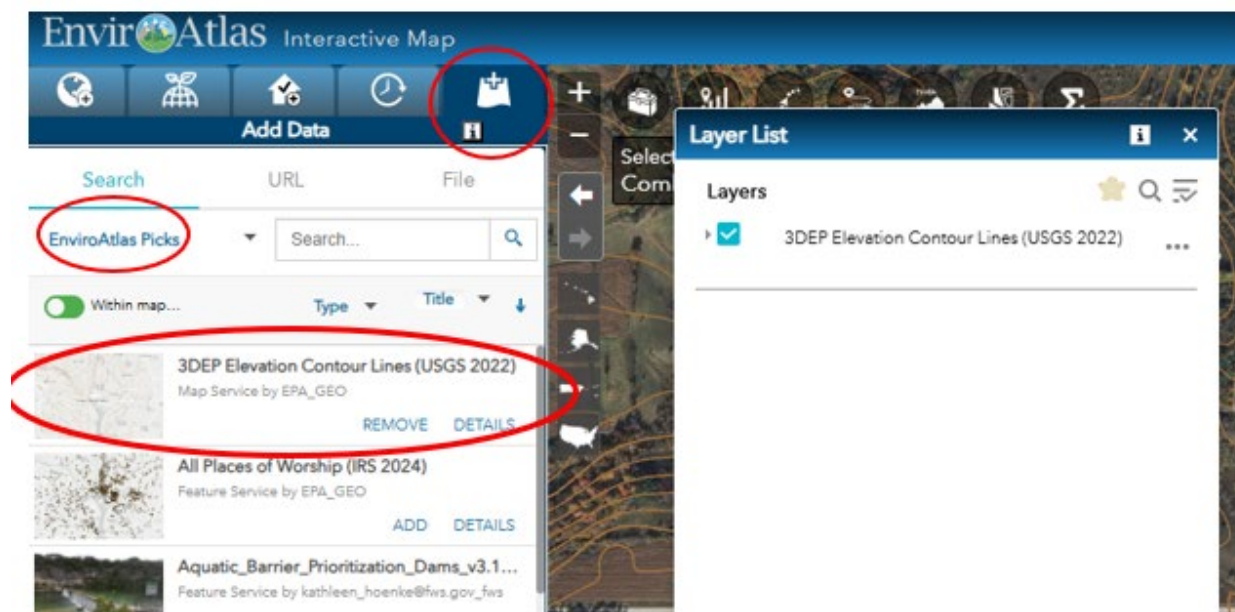 EnviroAtlas Interactive Map
Add Data
Search URL File
EnviroAtlas Picks
Search...
Within map...
Type
Title
3DEP Elevation Contour Lines (USGS 2022)
Map Service by EPA_GEO
REMOVE DETAILS
All Places of Worship (IRS 2024)
Feature Service by EPA_GEO
ADD DETAILS
Aquatic_Barrier_Prioritization_Dams_v3.1...
Feature Service by kathleen_hoenke@fws.gov_fws
+
−
Select
Com
Layer List
Layers
3DEP Elevation Contour Lines (USGS 2022)
...